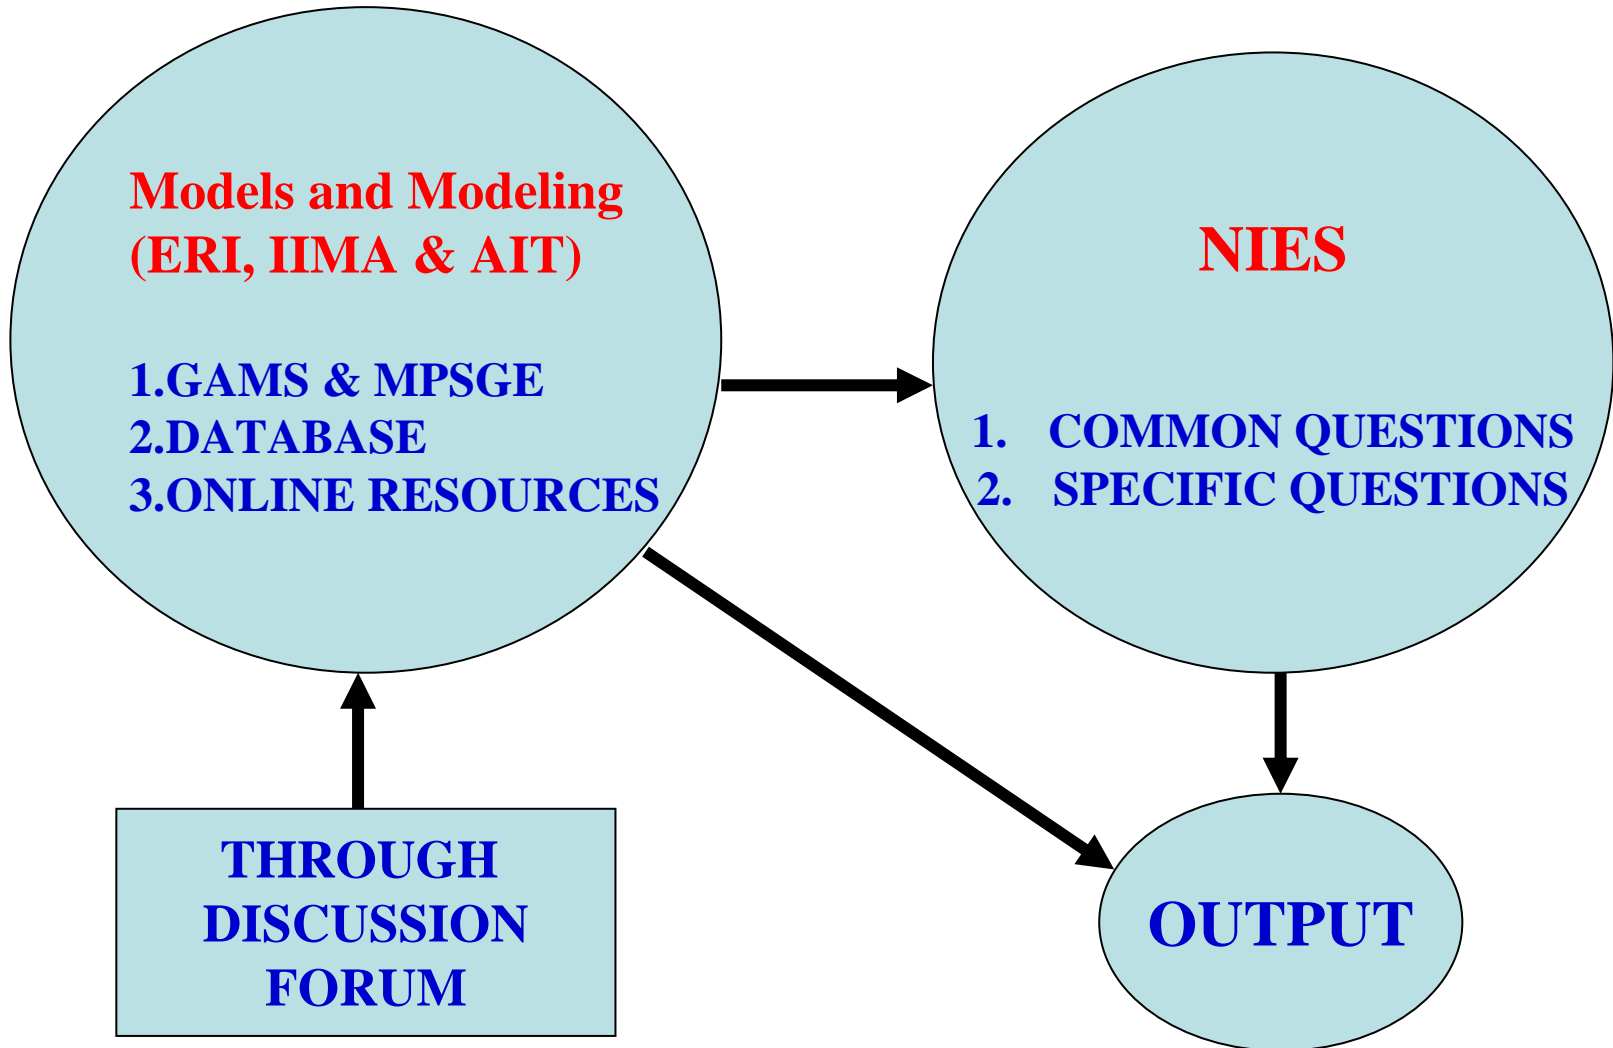 Models and Modeling
(ERI, IIMA & AIT)
1.GAMS & MPSGE
2.DATABASE
3.ONLINE RESOURCES
NIES
1. COMMON QUESTIONS
2. SPECIFIC QUESTIONS
THROUGH
DISCUSSION
FORUM
OUTPUT